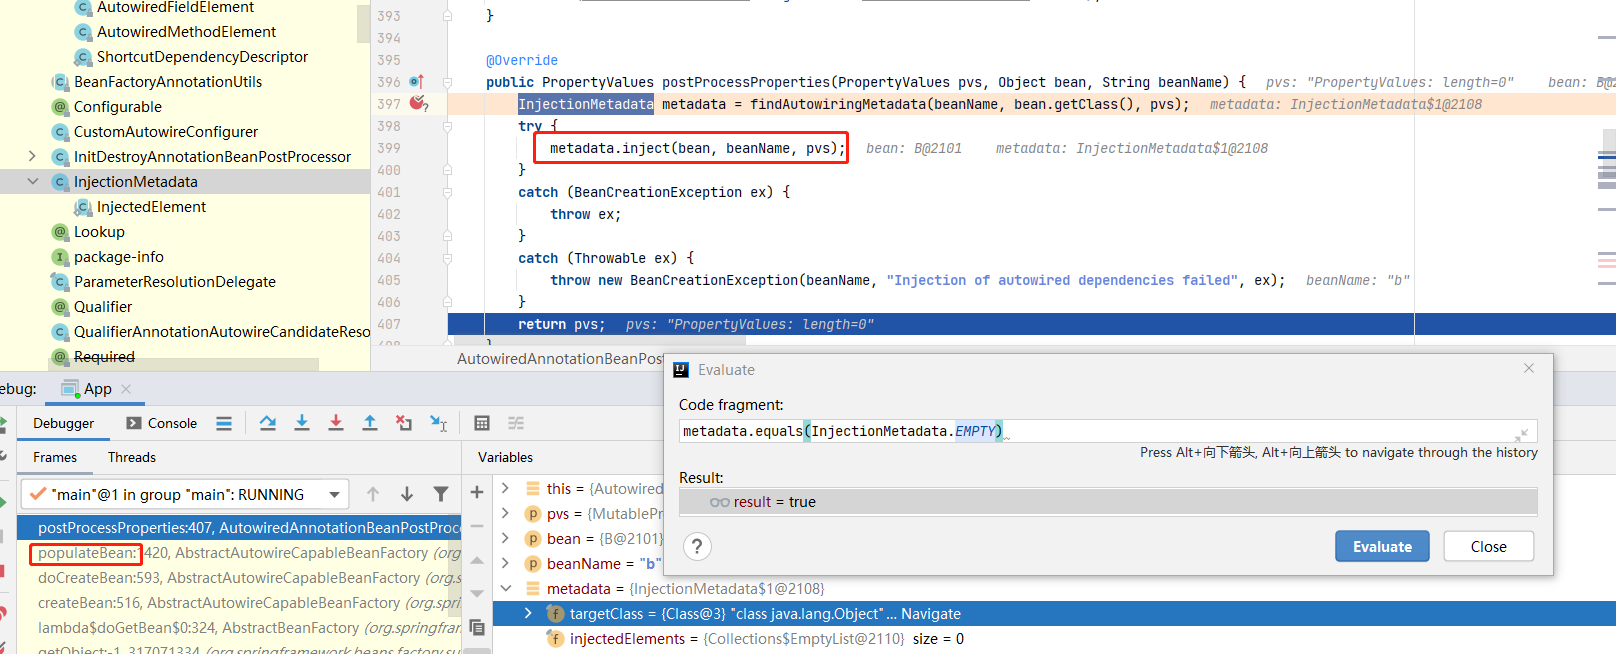 AutowiredFieldElement
AutowiredMethodElement
ShortcutDependencyDescriptor
BeanFactoryAnnotationUtils
Configurable
CustomAutowireConfigurer
InitDestroyAnnotationBeanPostProcessor
InjectionMetadata
InjectedElement
Lookup
package-info
ParameterResolutionDelegate
Qualifier
QualifierAnnotationAutowireCandidateReso
Required
393 }
394
395 @Override
396 public PropertyValues postProcessProperties(PropertyValues pvs, Object bean, String beanName) { pvs: "PropertyValues: length=0" bean: B@2
397 InjectionMetadata metadata = findAutowiringMetadata(beanName, bean.getClass(), pvs); metadata: InjectionMetadata$1@2108
398 try {
399 metadata.inject(bean, beanName, pvs); bean: B@2101 metadata: InjectionMetadata$1@2108
400 }
401 catch (BeanCreationException ex) {
402 throw ex;
403 }
404 catch (Throwable ex) {
405 throw new BeanCreationException(beanName, "Injection of autowired dependencies failed", ex); beanName: "b"
406 }
407 return pvs; pvs: "PropertyValues: length=0"
AutowiredAnnotationBeanPost
ebug: App
Debugger Console
Frames Threads
"main"@1 in group "main": RUNNING
postProcessProperties:407, AutowiredAnnotationBeanPostProce
populateBean:1420, AbstractAutowireCapableBeanFactory (org.
doCreateBean:593, AbstractAutowireCapableBeanFactory (org.s
createBean:516, AbstractAutowireCapableBeanFactory (org.spri
lambda$doGetBean$0:324, AbstractBeanFactory (org.springfran
getObject:-1, 317071334 (org.springframework.beans.factory.su
Variables
this = {Autowired
pvs = {MutablePr
bean = {B@2101}
beanName = "b"
metadata = {InjectionMetadata$1@2108}
targetClass = {Class@3} "class java.lang.Object"... Navigate
injectedElements = {Collections$EmptyList@2110} size = 0
Evaluate
Code fragment:
metadata.equals(InjectionMetadata.EMPTY)
Press Alt+向下箭头, Alt+向上箭头 to navigate through the history
Result:
result = true
? Evaluate Close